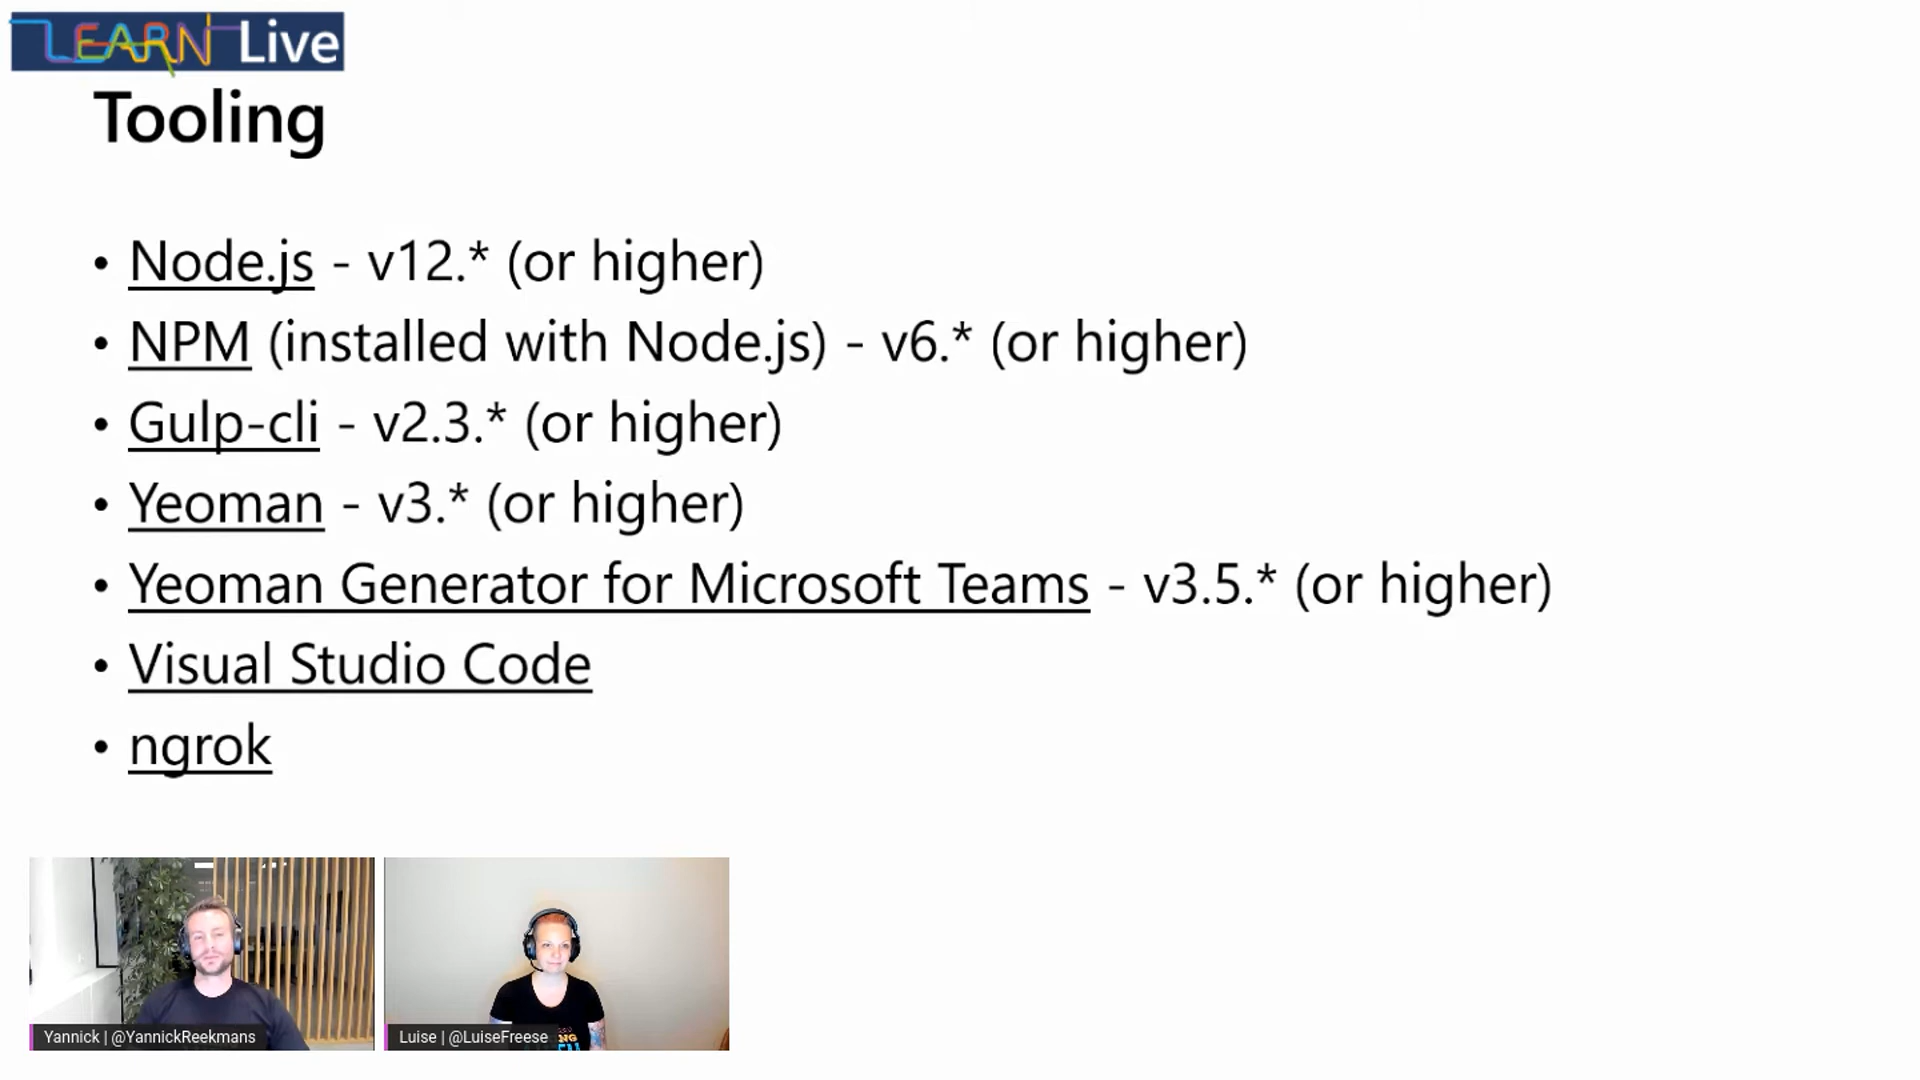 LEARN Live
Tooling
• Node.js - v12.* (or higher)
• NPM (installed with Node.js) - v6.* (or higher)
• Gulp-cli - v2.3.* (or higher)
• Yeoman - v3.* (or higher)
• Yeoman Generator for Microsoft Teams - v3.5.* (or higher)
• Visual Studio Code
• ngrok
Yannick | @YannickReekmans
Luise | @LuiseFreese